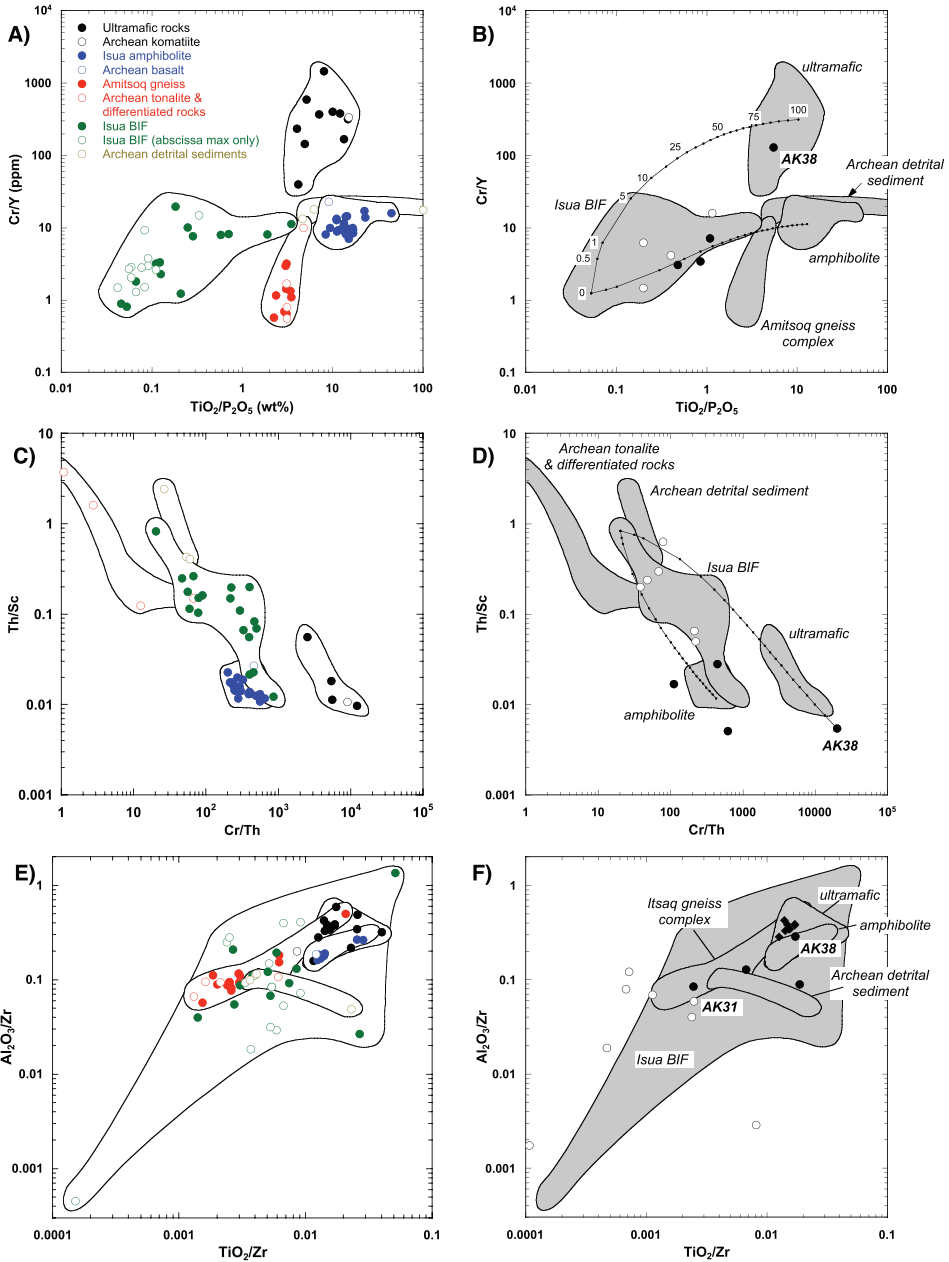 A)
10⁴
1000
100
10
1
0.1
Cr/Y (ppm)
Ultramafic rocks
Archean komatiite
Isua amphibolite
Archean basalt
Amitsoq gneiss
Archean tonalite &
differentiated rocks
Isua BIF
Isua BIF (abscissa max only)
Archean detrital sediments
0.01 0.1 1 10 100
TiO₂/P₂O₅ (wt%)
B)
10⁴
1000
100
10
1
0.1
Cr/Y
ultramafic
100
75
50
25
10
5
1
0.5
0
AK38
Archean detrital
sediment
Isua BIF
amphibolite
Amitsoq gneiss
complex
0.01 0.1 1 10 100
TiO₂/P₂O₅
C)
10
1
0.1
0.01
0.001
Th/Sc
1 10 10² 10³ 10⁴ 10⁵
Cr/Th
D)
10
1
0.1
0.01
0.001
Th/Sc
Archean tonalite
& differentiated rocks
Archean detrital sediment
Isua BIF
ultramafic
amphibolite
AK38
1 10 100 1000 10000 10⁵
Cr/Th
E)
1
0.1
0.01
0.001
Al₂O₃/Zr
0.0001 0.001 0.01 0.1
TiO₂/Zr
F)
1
0.1
0.01
0.001
Al₂O₃/Zr
Itsaq gneiss
complex
ultramafic
amphibolite
AK38
Archean detrital
sediment
AK31
Isua BIF
0.0001 0.001 0.01 0.1
TiO₂/Zr